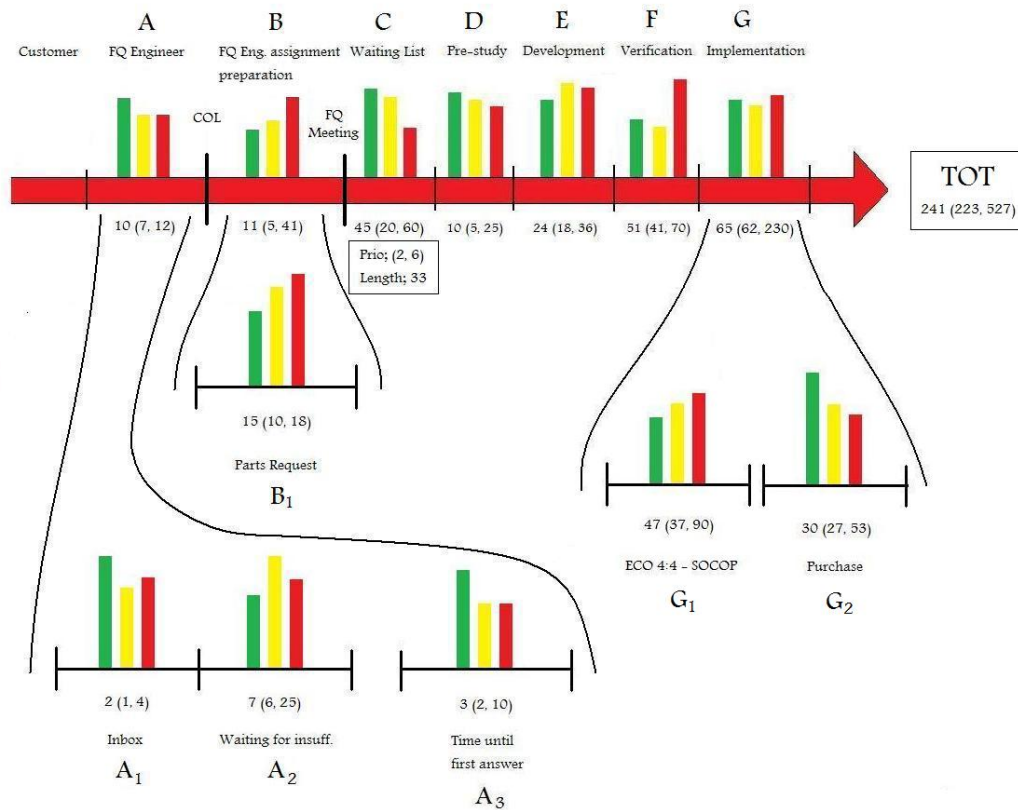 A
B
C
D
E
F
G
Customer
FQ Engineer
FQ Eng. assignment
preparation
Waiting List
Pre-study
Development
Verification
Implementation
COL
FQ
Meeting
TOT
241 (223, 527)
10 (7, 12)
11 (5, 41)
45 (20, 60)
10 (5, 25)
24 (18, 36)
51 (41, 70)
65 (62, 230)
Prio; (2, 6)
Length; 33
15 (10, 18)
Parts Request
B1
47 (37, 90)
30 (27, 53)
ECO 4:4 - SOCOP
Purchase
G1
G2
2 (1, 4)
7 (6, 25)
3 (2, 10)
Inbox
Waiting for insuff.
Time until
first answer
A1
A2
A3